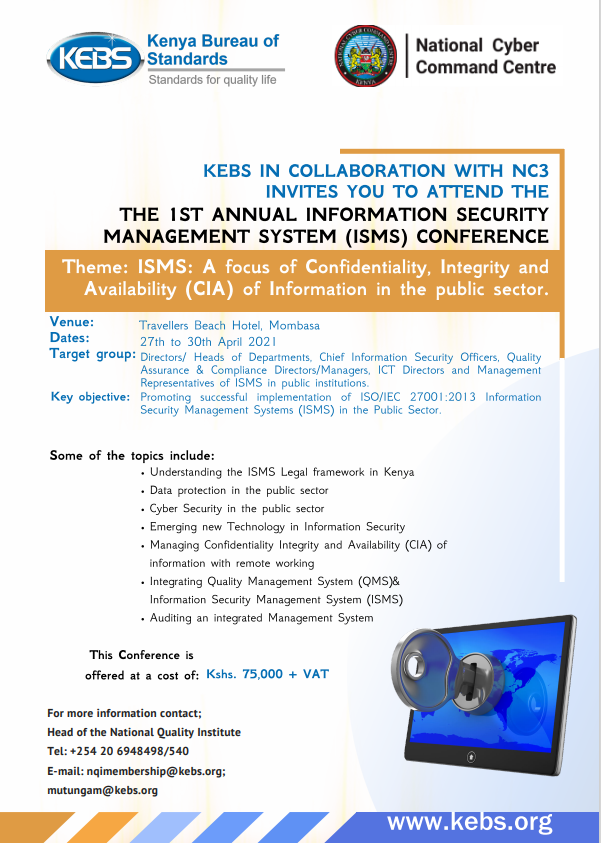 KEBS
Kenya Bureau of
Standards
Standards for quality life
National Cyber
Command Centre
KEBS IN COLLABORATION WITH NC3
INVITES YOU TO ATTEND THE
THE 1ST ANNUAL INFORMATION SECURITY
MANAGEMENT SYSTEM (ISMS) CONFERENCE
Theme: ISMS: A focus of Confidentiality, Integrity and
Availability (CIA) of Information in the public sector.
Venue: Travellers Beach Hotel, Mombasa
Dates: 27th to 30th April 2021
Target group: Directors/ Heads of Departments, Chief Information Security Officers, Quality
Assurance & Compliance Directors/Managers, ICT Directors and Management
Representatives of ISMS in public institutions.
Key objective: Promoting successful implementation of ISO/IEC 27001:2013 Information
Security Management Systems (ISMS) in the Public Sector.
Some of the topics include:
• Understanding the ISMS Legal framework in Kenya
• Data protection in the public sector
• Cyber Security in the public sector
• Emerging new Technology in Information Security
• Managing Confidentiality Integrity and Availability (CIA) of
information with remote working
• Integrating Quality Management System (QMS)&
Information Security Management System (ISMS)
• Auditing an integrated Management System
This Conference is
offered at a cost of: Kshs. 75,000 + VAT
For more information contact;
Head of the National Quality Institute
Tel: +254 20 6948498/540
E-mail: nqimembership@kebs.org;
mutungam@kebs.org
www.kebs.org